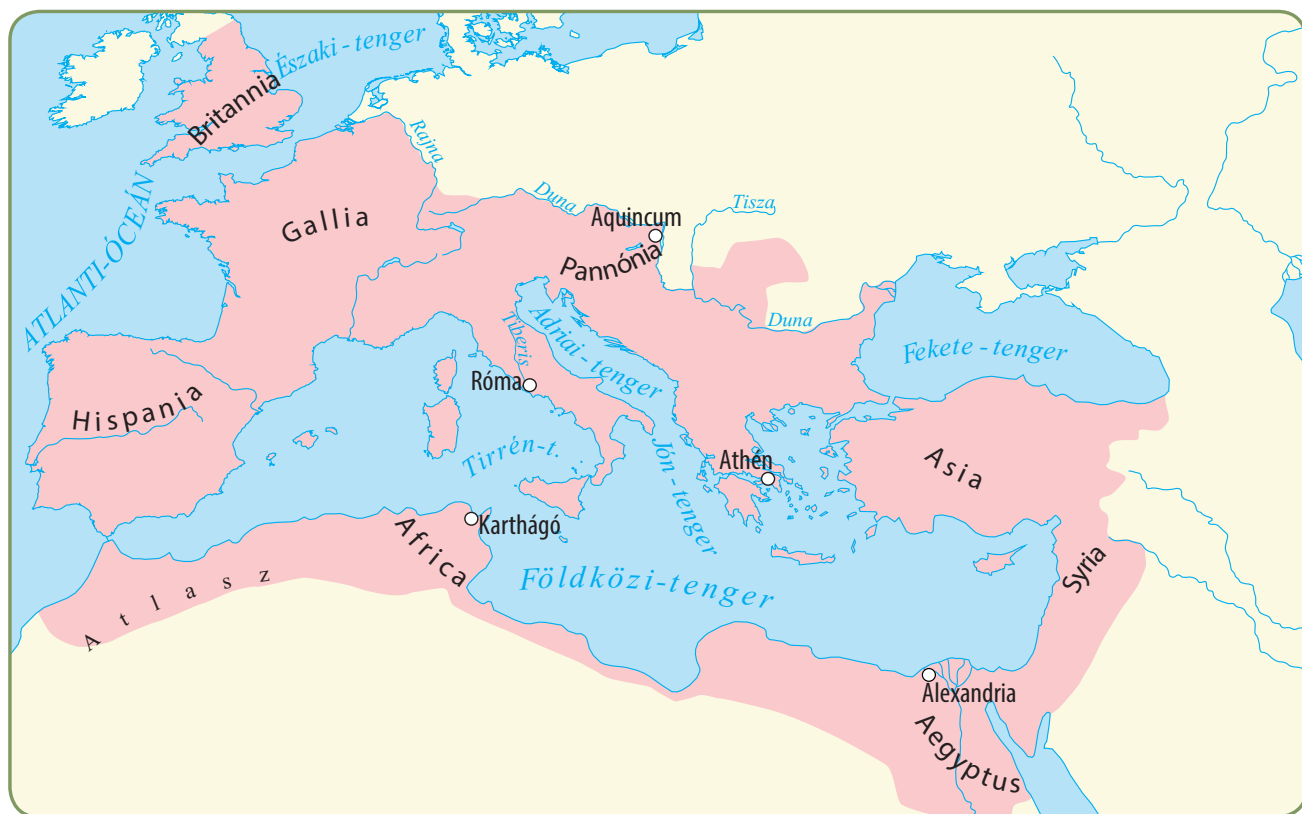 Északi-tenger
Britannia
Rajna
ATLANTI-ÓCEÁN
Gallia
Duna
Aquincum
Tisza
Pannónia
Duna
Adriai-tenger
Tiberis
Fekete-tenger
Róma
Hispania
Tirrén-t.
Jón-tenger
Athén
Asia
Karthágó
Africa
Atlasz
Földközi-tenger
Syria
Alexandria
Aegyptus